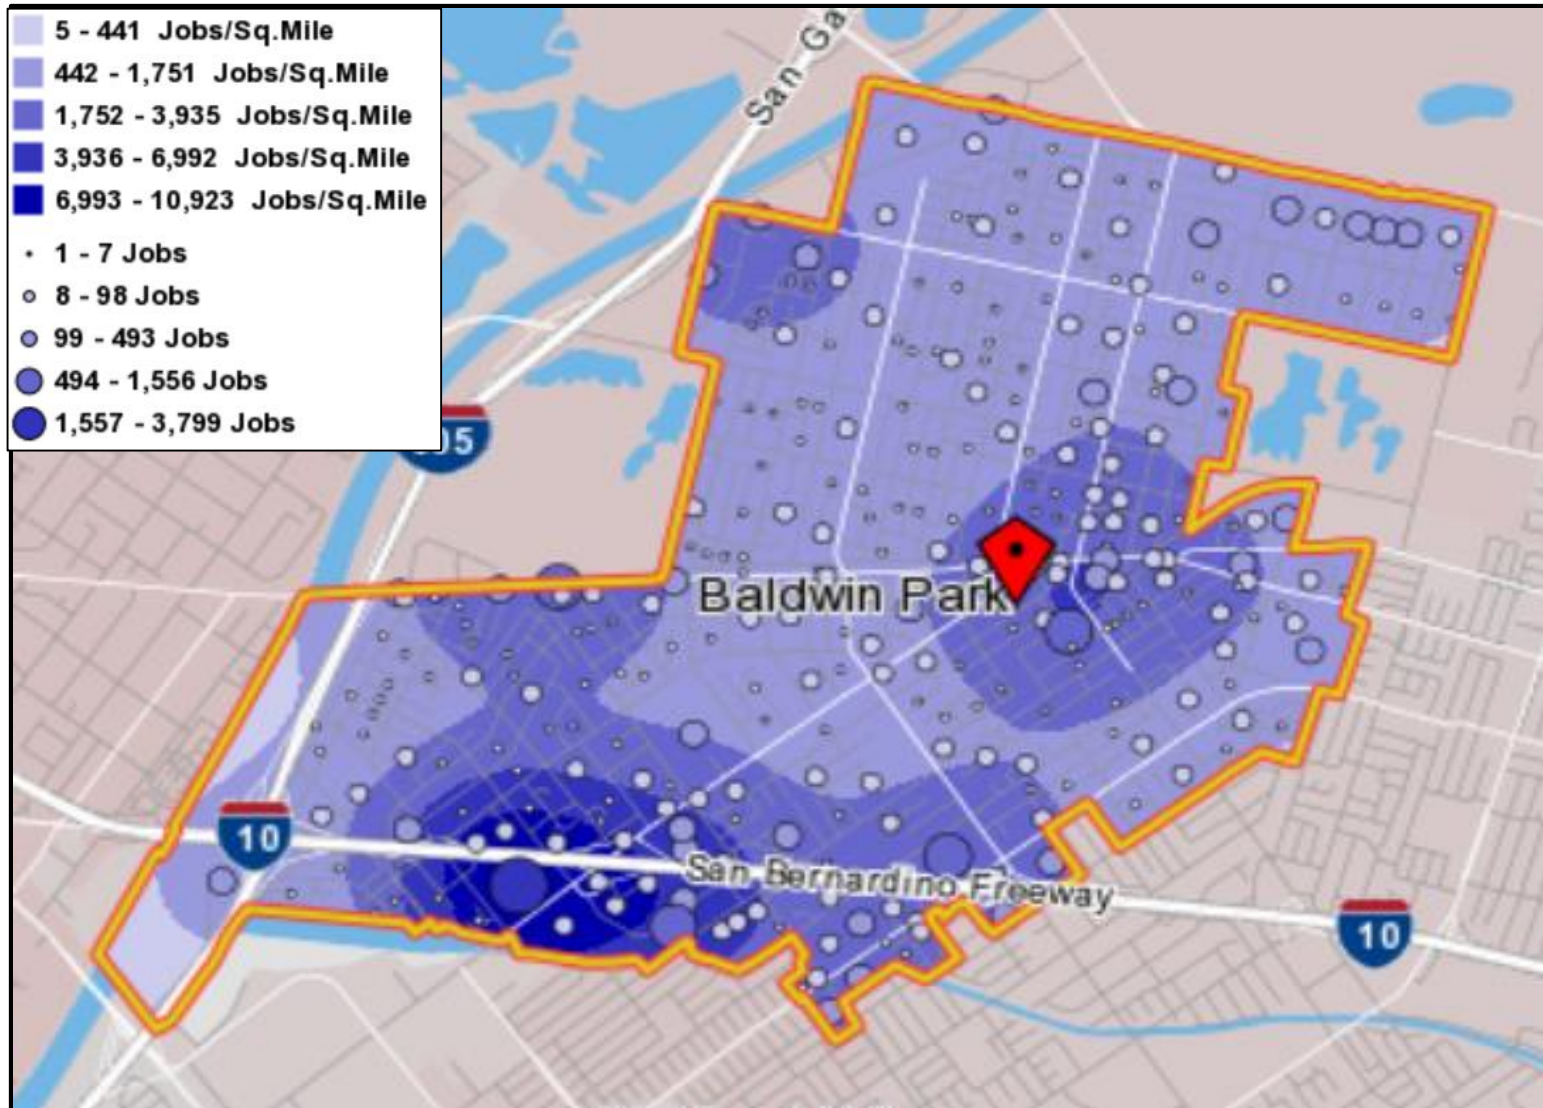 5 - 441 Jobs/Sq.Mile
442 - 1,751 Jobs/Sq.Mile
1,752 - 3,935 Jobs/Sq.Mile
3,936 - 6,992 Jobs/Sq.Mile
6,993 - 10,923 Jobs/Sq.Mile
1 - 7 Jobs
8 - 98 Jobs
99 - 493 Jobs
494 - 1,556 Jobs
1,557 - 3,799 Jobs
San Ga
05
Baldwin Park
10
San Bernardino Freeway
10